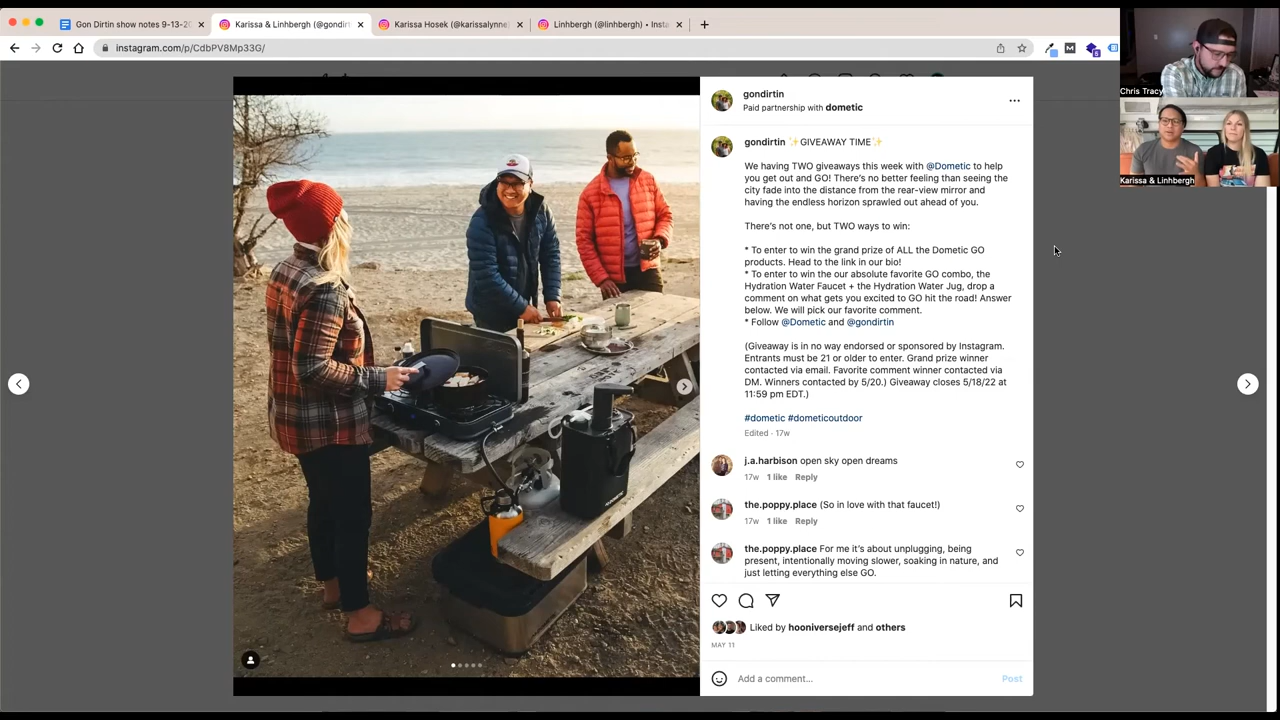 Gon Dirtin show notes 9-13-20
Karissa & Linhbergh (@gondirt
Karissa Hosek (@karissalynne
Linhbergh (@linhbergh) • Insta
instagram.com/p/CdbPV8Mp33G/
Chris Tracy
Karissa & Linhbergh
gondirtin
Paid partnership with dometic
gondirtin ✨GIVEAWAY TIME✨
We having TWO giveaways this week with @Dometic to help
you get out and GO! There's no better feeling than seeing the
city fade into the distance from the rear-view mirror and
having the endless horizon sprawled out ahead of you.
There's not one, but TWO ways to win:
* To enter to win the grand prize of ALL the Dometic GO
products. Head to the link in our bio!
* To enter to win the our absolute favorite GO combo, the
Hydration Water Faucet + the Hydration Water Jug, drop a
comment on what gets you excited to GO hit the road! Answer
below. We will pick our favorite comment.
* Follow @Dometic and @gondirtin
(Giveaway is in no way endorsed or sponsored by Instagram.
Entrants must be 21 or older to enter. Grand prize winner
contacted via email. Favorite comment winner contacted via
DM. Winners contacted by 5/20.) Giveaway closes 5/18/22 at
11:59 pm EDT.)
#dometic #dometicoutdoor
Edited · 17w
j.a.harbison open sky open dreams
17w 1 like Reply
the.poppy.place (So in love with that faucet!)
17w 1 like Reply
the.poppy.place For me it's about unplugging, being
present, intentionally moving slower, soaking in nature, and
just letting everything else GO.
Liked by hooniversejeff and others
MAY 11
Add a comment...
Post